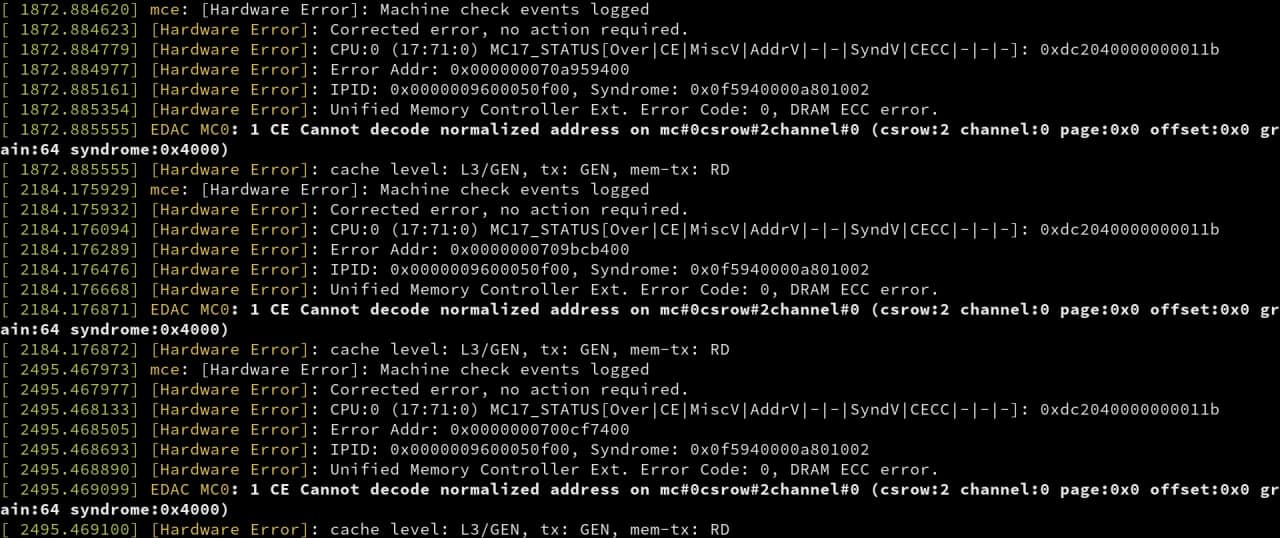 [ 1872.884620] mce: [Hardware Error]: Machine check events logged
[ 1872.884623] [Hardware Error]: Corrected error, no action required.
[ 1872.884779] [Hardware Error]: CPU:0 (17:71:0) MC17_STATUS[Over|CE|MiscV|AddrV|-|-|SyndV|CECC|-|-|-]: 0xdc2040000000011b
[ 1872.884977] [Hardware Error]: Error Addr: 0x000000070a959400
[ 1872.885161] [Hardware Error]: IPID: 0x0000009600050f00, Syndrome: 0x0f5940000a801002
[ 1872.885354] [Hardware Error]: Unified Memory Controller Ext. Error Code: 0, DRAM ECC error.
[ 1872.885555] EDAC MC0: 1 CE Cannot decode normalized address on mc#0csrow#2channel#0 (csrow:2 channel:0 page:0x0 offset:0x0 gr
ain:64 syndrome:0x4000)
[ 1872.885555] [Hardware Error]: cache level: L3/GEN, tx: GEN, mem-tx: RD
[ 2184.175929] mce: [Hardware Error]: Machine check events logged
[ 2184.175932] [Hardware Error]: Corrected error, no action required.
[ 2184.176094] [Hardware Error]: CPU:0 (17:71:0) MC17_STATUS[Over|CE|MiscV|AddrV|-|-|SyndV|CECC|-|-|-]: 0xdc2040000000011b
[ 2184.176289] [Hardware Error]: Error Addr: 0x0000000709bcb400
[ 2184.176476] [Hardware Error]: IPID: 0x0000009600050f00, Syndrome: 0x0f5940000a801002
[ 2184.176668] [Hardware Error]: Unified Memory Controller Ext. Error Code: 0, DRAM ECC error.
[ 2184.176871] EDAC MC0: 1 CE Cannot decode normalized address on mc#0csrow#2channel#0 (csrow:2 channel:0 page:0x0 offset:0x0 gr
ain:64 syndrome:0x4000)
[ 2184.176872] [Hardware Error]: cache level: L3/GEN, tx: GEN, mem-tx: RD
[ 2495.467973] mce: [Hardware Error]: Machine check events logged
[ 2495.467977] [Hardware Error]: Corrected error, no action required.
[ 2495.468133] [Hardware Error]: CPU:0 (17:71:0) MC17_STATUS[Over|CE|MiscV|AddrV|-|-|SyndV|CECC|-|-|-]: 0xdc2040000000011b
[ 2495.468505] [Hardware Error]: Error Addr: 0x0000000700cf7400
[ 2495.468693] [Hardware Error]: IPID: 0x0000009600050f00, Syndrome: 0x0f5940000a801002
[ 2495.468890] [Hardware Error]: Unified Memory Controller Ext. Error Code: 0, DRAM ECC error.
[ 2495.469099] EDAC MC0: 1 CE Cannot decode normalized address on mc#0csrow#2channel#0 (csrow:2 channel:0 page:0x0 offset:0x0 gr
ain:64 syndrome:0x4000)
[ 2495.469100] [Hardware Error]: cache level: L3/GEN, tx: GEN, mem-tx: RD